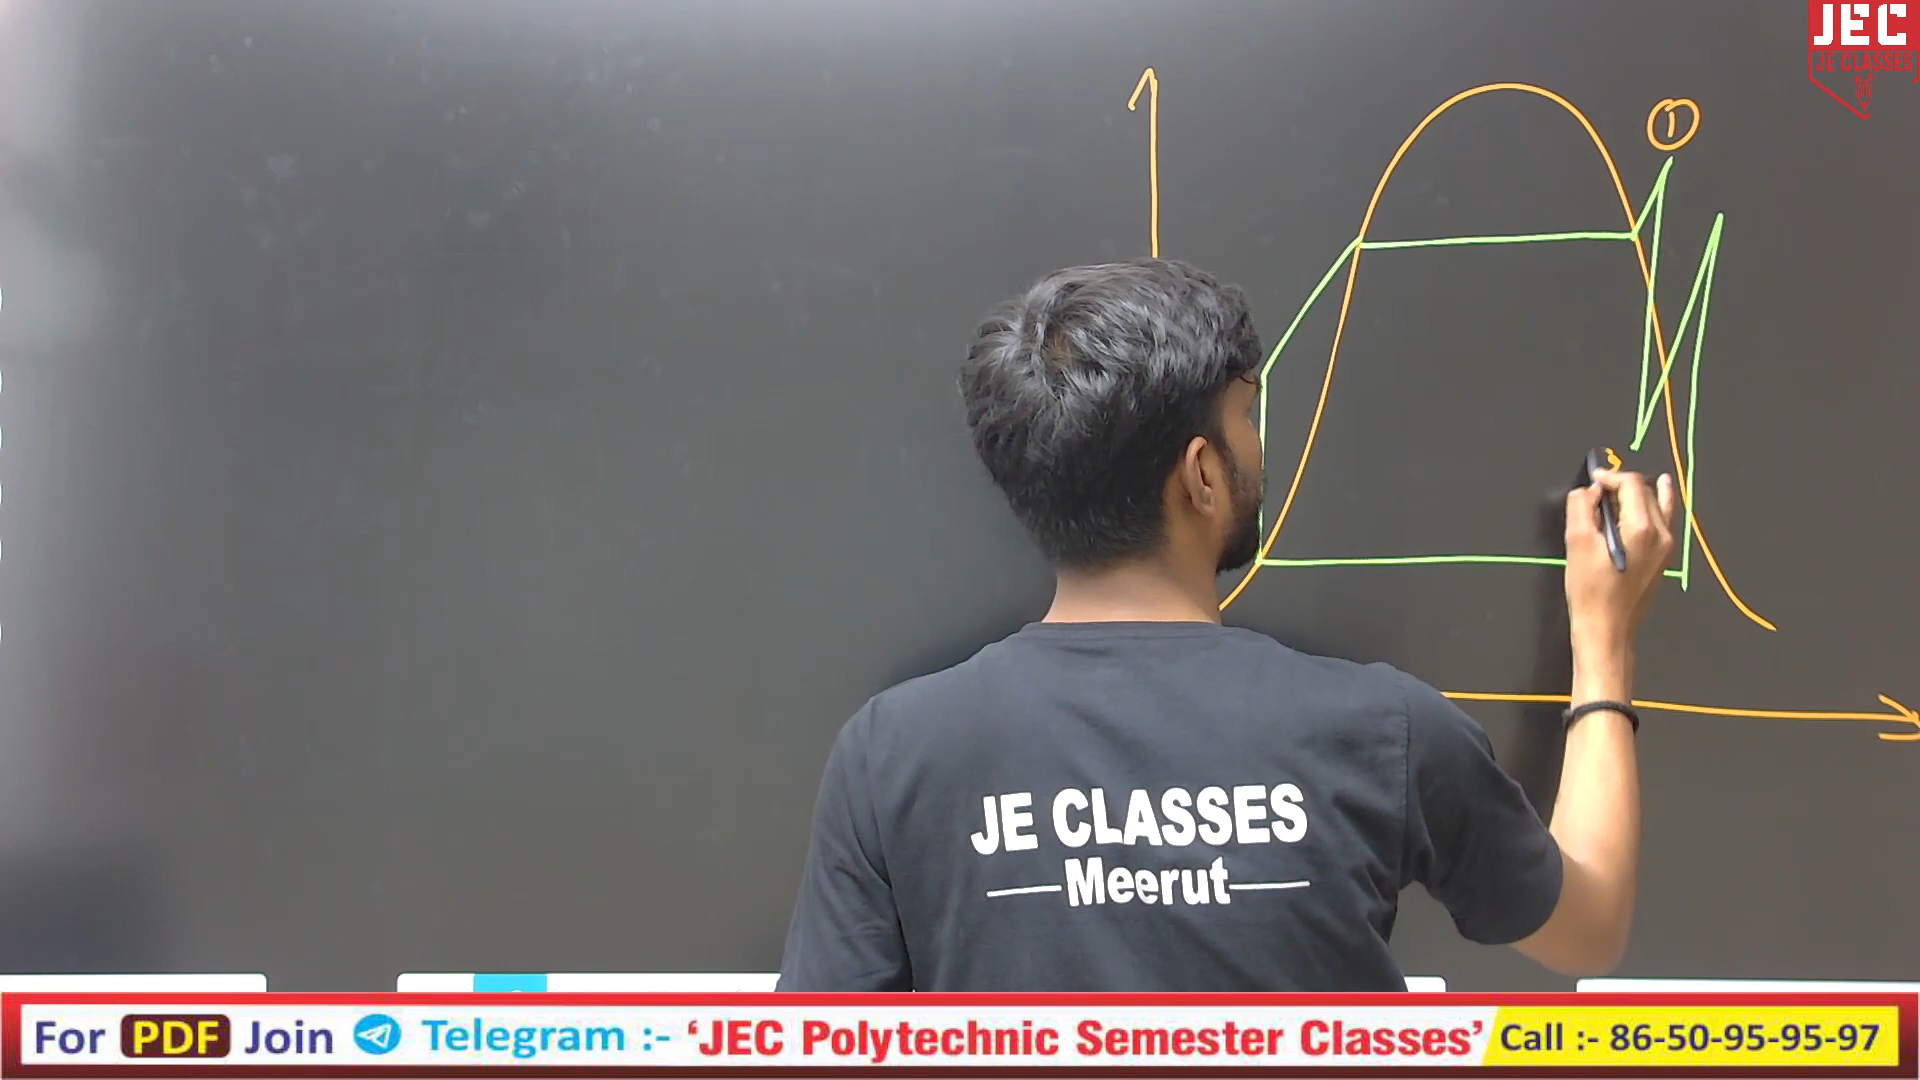 JEC
JE CLASSES
1
JE CLASSES
Meerut
For PDF Join Telegram :- ‘JEC Polytechnic Semester Classes’ Call :- 86-50-95-95-97